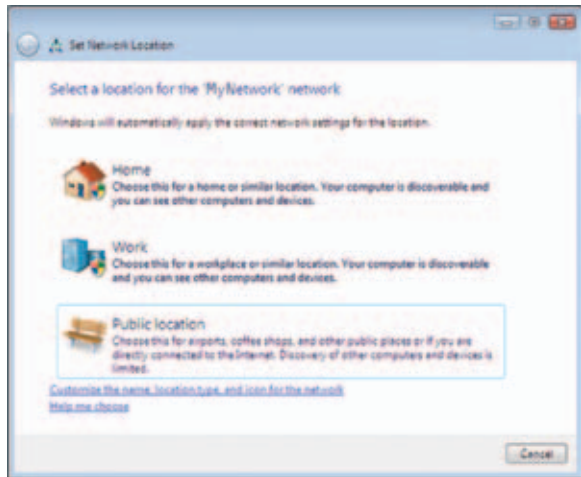 Set Network Location
Select a location for the 'MyNetwork' network
Windows will automatically apply the correct network settings for the location.
Home
Choose this for a home or similar location. Your computer is discoverable and
you can see other computers and devices.
Work
Choose this for a workplace or similar location. Your computer is discoverable
and you can see other computers and devices.
Public location
Choose this for airports, coffee shops, and other public places or if you are
directly connected to the Internet. Discovery of other computers and devices is
limited.
Customize the name, location type, and icon for the network
Help me choose
Cancel